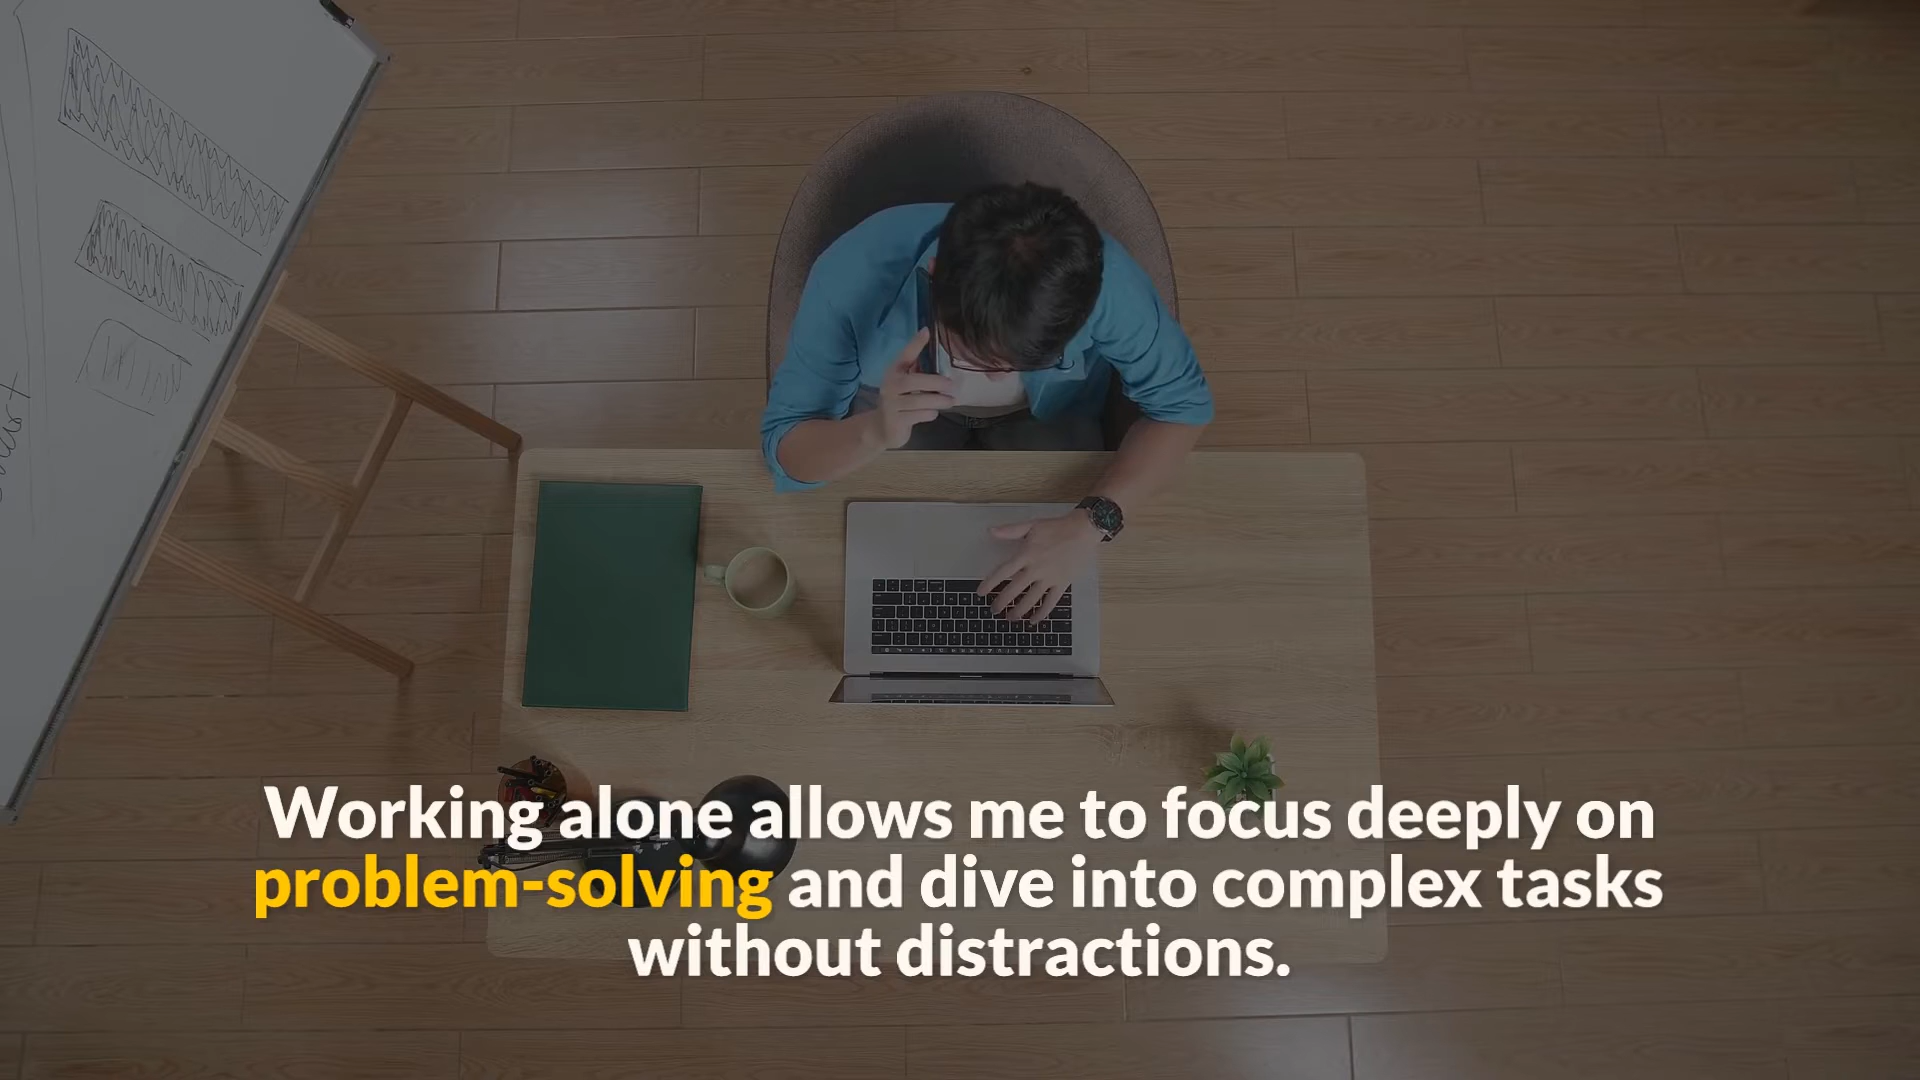 Working alone allows me to focus deeply on
problem-solving and dive into complex tasks
without distractions.